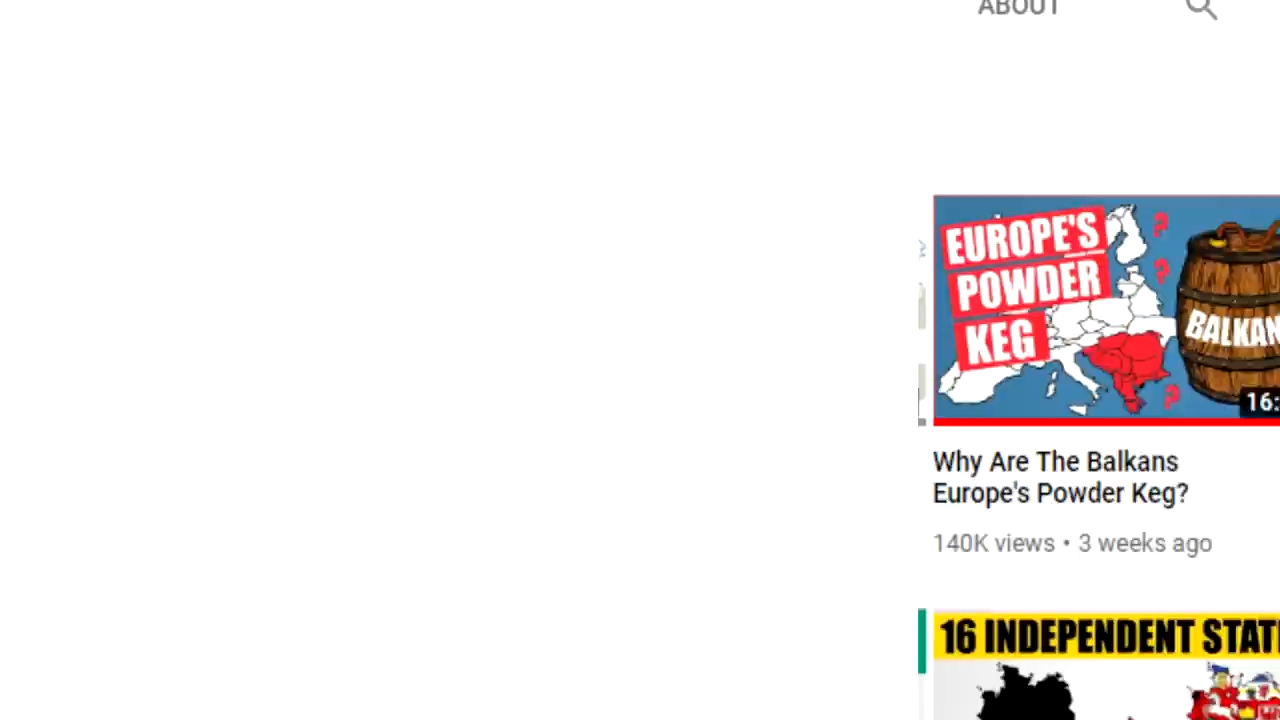 ABOUT
EUROPE'S
POWDER
KEG
BALKAN
16:
Why Are The Balkans
Europe's Powder Keg?
140K views • 3 weeks ago
16 INDEPENDENT STAT